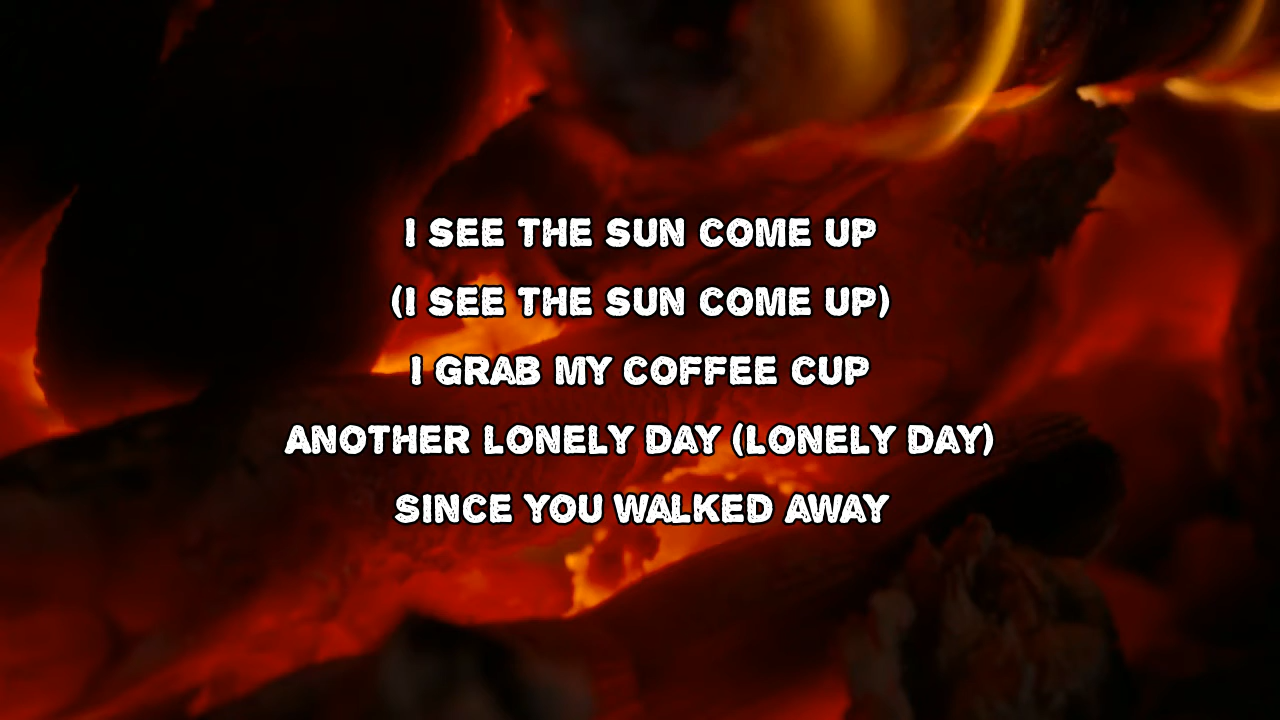 I SEE THE SUN COME UP
(I SEE THE SUN COME UP)
I GRAB MY COFFEE CUP
ANOTHER LONELY DAY (LONELY DAY)
SINCE YOU WALKED AWAY